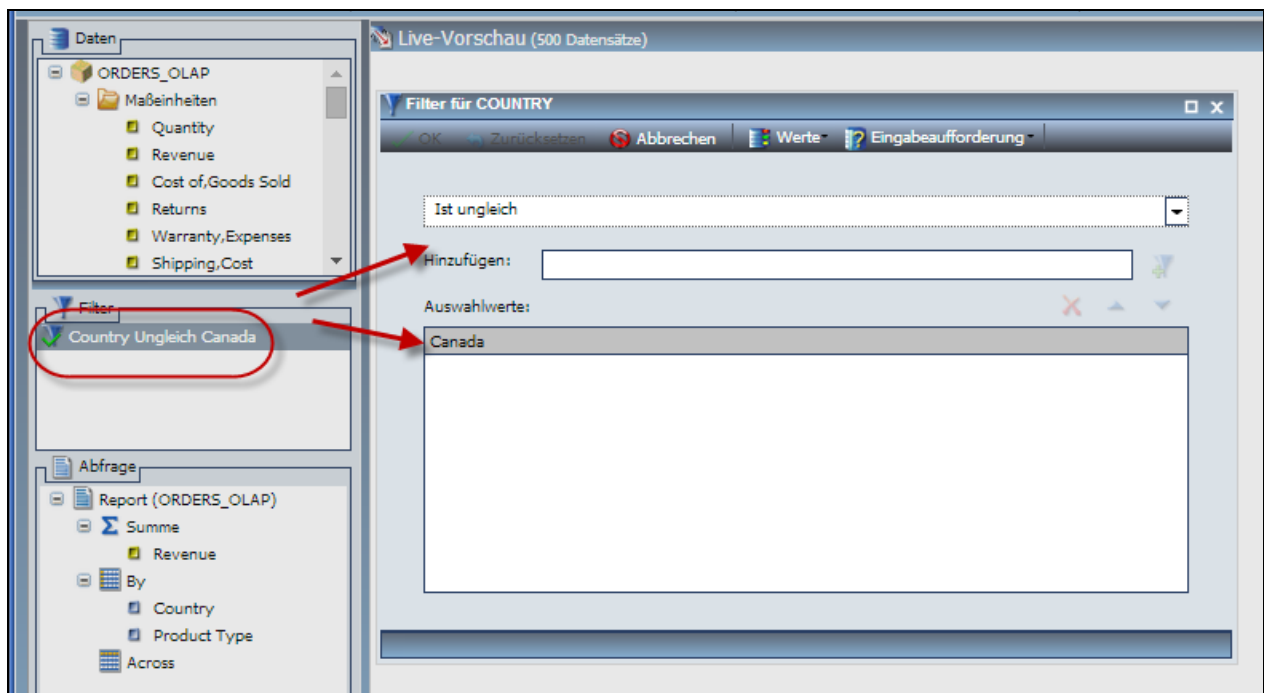 Daten
ORDERS_OLAP
Maßeinheiten
Quantity
Revenue
Cost of,Goods Sold
Returns
Warranty,Expenses
Shipping,Cost
Filter
Country Ungleich Canada
Abfrage
Report (ORDERS_OLAP)
Summe
Revenue
By
Country
Product Type
Across
Live-Vorschau (500 Datensätze)
Filter für COUNTRY
OK Zurücksetzen Abbrechen Werte Eingabeaufforderung
Ist ungleich
Hinzufügen:
Auswahlwerte:
Canada